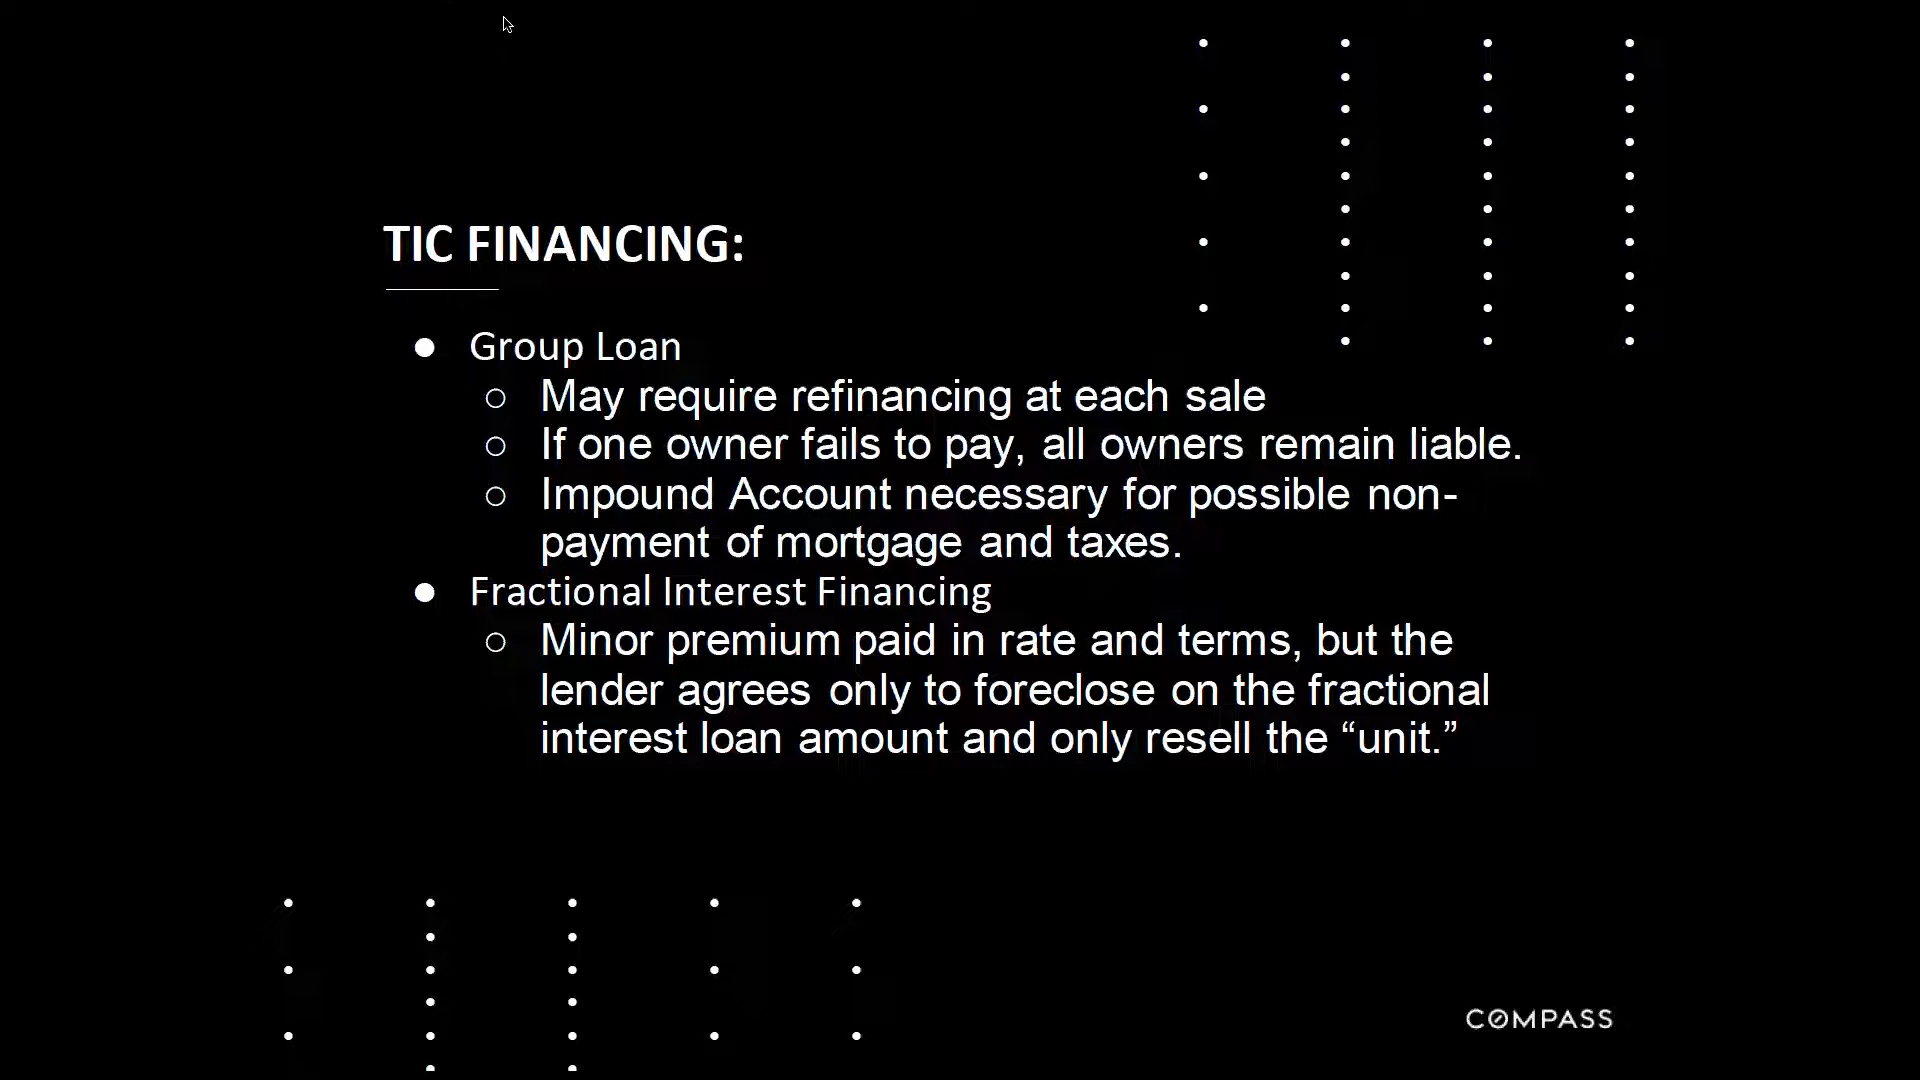 TIC FINANCING:
● Group Loan
○ May require refinancing at each sale
○ If one owner fails to pay, all owners remain liable.
○ Impound Account necessary for possible non-
payment of mortgage and taxes.
● Fractional Interest Financing
○ Minor premium paid in rate and terms, but the
lender agrees only to foreclose on the fractional
interest loan amount and only resell the “unit.”
COMPASS